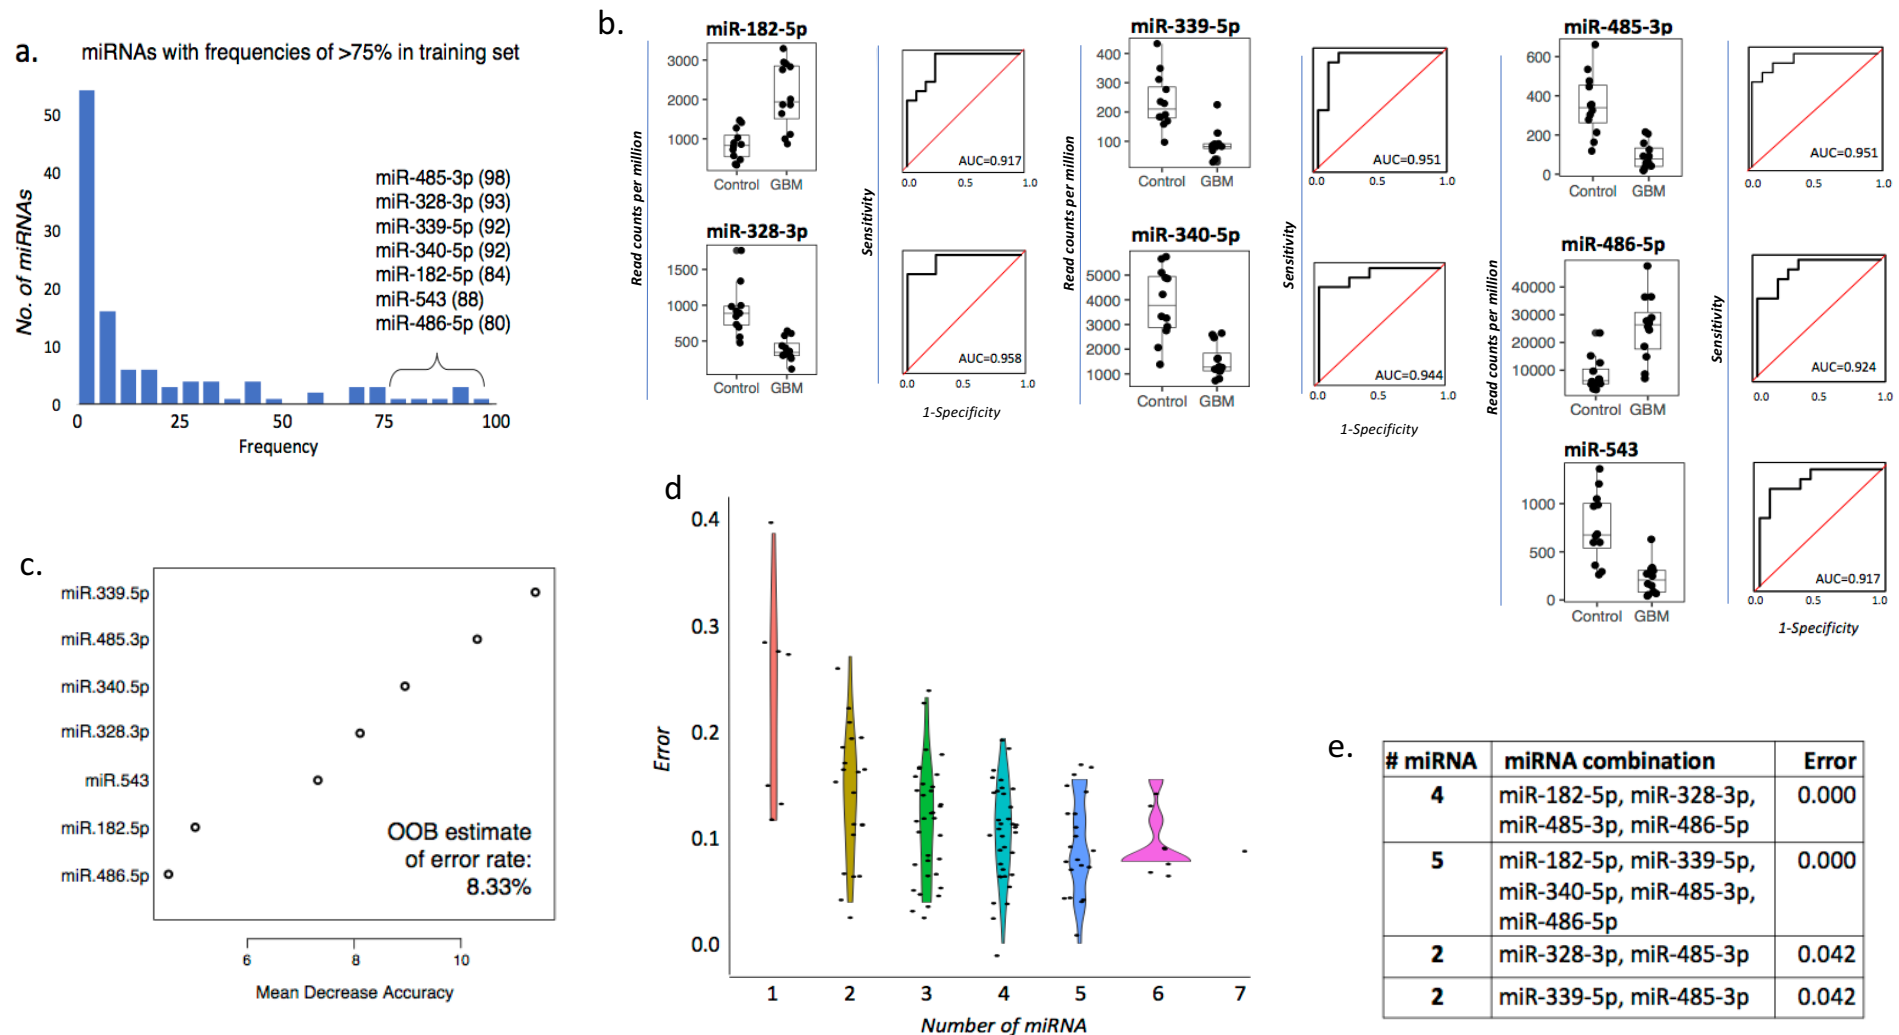 a.
miRNAs with frequencies of >75% in training set
No. of miRNAs
50
40
30
20
10
0
miR-485-3p (98)
miR-328-3p (93)
miR-339-5p (92)
miR-340-5p (92)
miR-182-5p (84)
miR-543 (88)
miR-486-5p (80)
0 25 50 75 100
Frequency
b.
Read counts per million
miR-182-5p
3000
2000
1000
Control GBM
Sensitivity
AUC=0.917
0.0 0.5 1.0
miR-328-3p
1500
1000
500
Control GBM
AUC=0.958
0.0 0.5 1.0
1-Specificity
Read counts per million
miR-339-5p
400
300
200
100
Control GBM
Sensitivity
AUC=0.951
0.0 0.5 1.0
miR-340-5p
5000
4000
3000
2000
1000
Control GBM
AUC=0.944
0.0 0.5 1.0
1-Specificity
Read counts per million
miR-485-3p
600
400
200
0
Control GBM
Sensitivity
AUC=0.951
0.0 0.5 1.0
miR-486-5p
40000
30000
20000
10000
Control GBM
AUC=0.924
0.0 0.5 1.0
miR-543
1000
500
0
Control GBM
AUC=0.917
0.0 0.5 1.0
1-Specificity
c.
miR.339.5p
miR.485.3p
miR.340.5p
miR.328.3p
miR.543
miR.182.5p
miR.486.5p
OOB estimate
of error rate:
8.33%
6 8 10
Mean Decrease Accuracy
d
Error
0.4
0.3
0.2
0.1
0.0
1 2 3 4 5 6 7
Number of miRNA
e.
# miRNA miRNA combination Error
4 miR-182-5p, miR-328-3p, 0.000
miR-485-3p, miR-486-5p
5 miR-182-5p, miR-339-5p, 0.000
miR-340-5p, miR-485-3p,
miR-486-5p
2 miR-328-3p, miR-485-3p 0.042
2 miR-339-5p, miR-485-3p 0.042